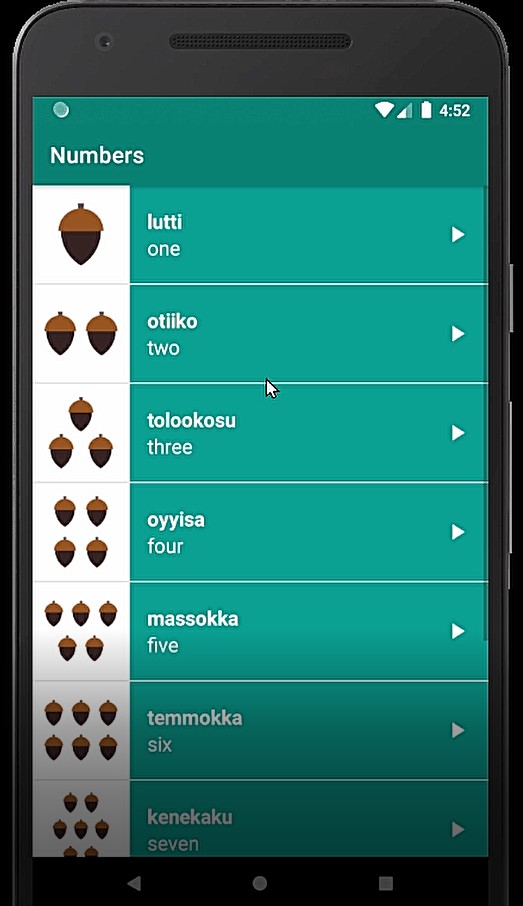 4:52
Numbers
lutti
one
otiiko
two
tolookosu
three
oyyisa
four
massokka
five
temmokka
six
kenekaku
seven